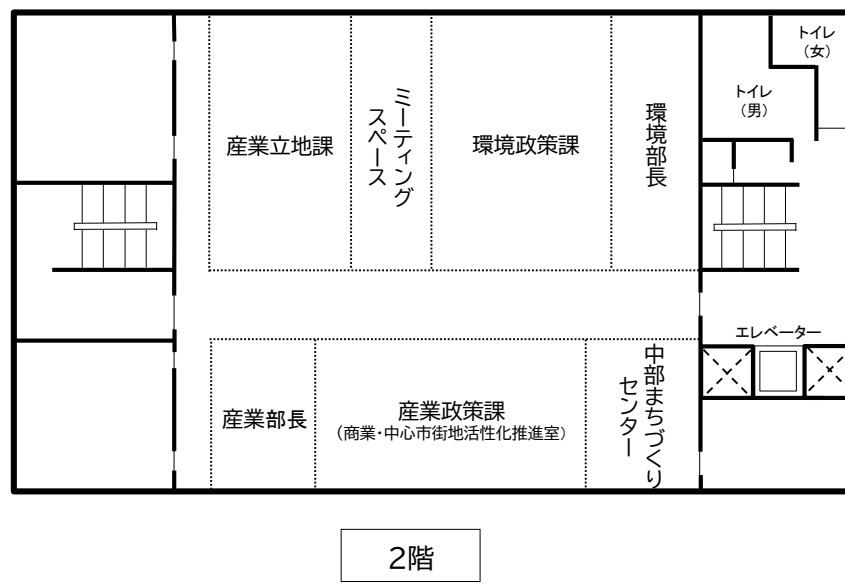 トイレ
（女）
トイレ
（男）
産業立地課
ミーティング
スペース
環境政策課
環境部長
エレベーター
産業部長
産業政策課
（商業・中心市街地活性化推進室）
中部まちづくり
センター
2階